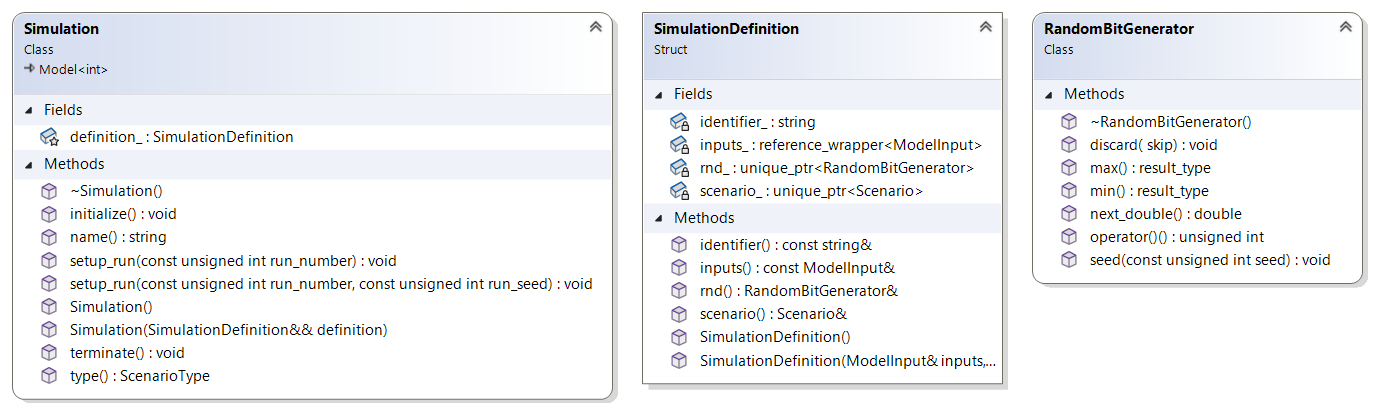 Simulation
Class
Model<int>
Fields
definition_ : SimulationDefinition
Methods
~Simulation()
initialize() : void
name() : string
setup_run(const unsigned int run_number) : void
setup_run(const unsigned int run_number, const unsigned int run_seed) : void
Simulation()
Simulation(SimulationDefinition&& definition)
terminate() : void
type() : ScenarioType
SimulationDefinition
Struct
Fields
identifier_ : string
inputs_ : reference_wrapper<ModelInput>
rnd_ : unique_ptr<RandomBitGenerator>
scenario_ : unique_ptr<Scenario>
Methods
identifier() : const string&
inputs() : const ModelInput&
rnd() : RandomBitGenerator&
scenario() : Scenario&
SimulationDefinition()
SimulationDefinition(ModelInput& inputs,...
RandomBitGenerator
Class
Methods
~RandomBitGenerator()
discard( skip) : void
max() : result_type
min() : result_type
next_double() : double
operator()() : unsigned int
seed(const unsigned int seed) : void